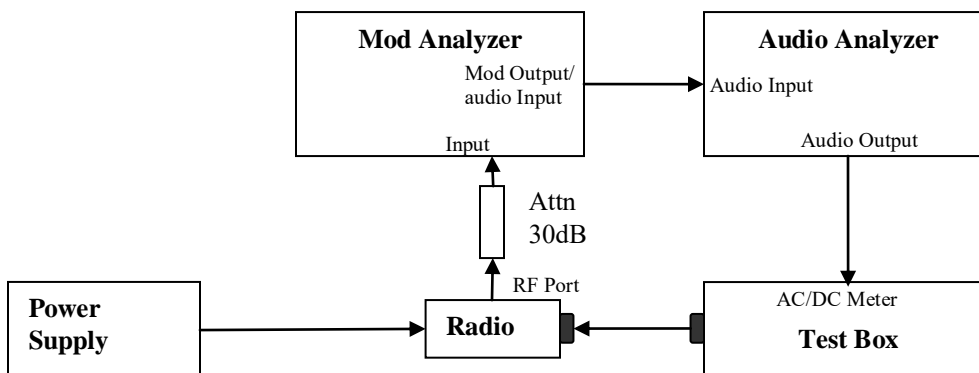 Mod Analyzer
Mod Output/
audio Input
Input
Audio Analyzer
Audio Input
Audio Output
Attn
30dB
RF Port
Power
Supply
Radio
AC/DC Meter
Test Box